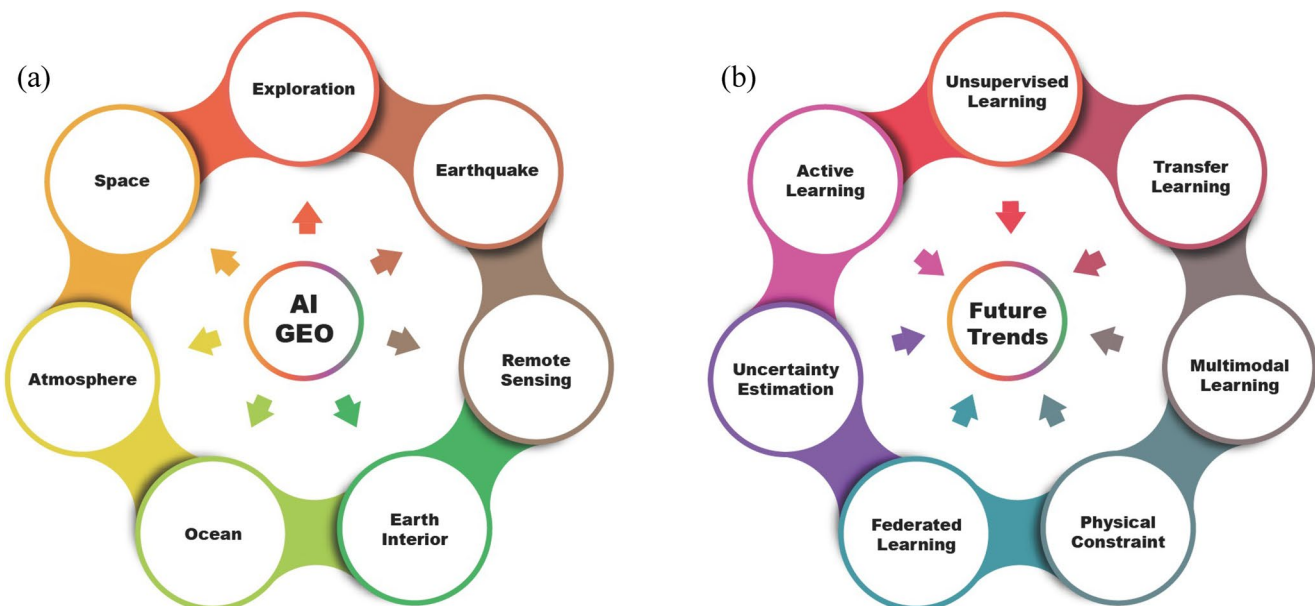 (a)
Exploration
Earthquake
Remote
Sensing
Earth
Interior
Ocean
Atmosphere
Space
AI
GEO
(b)
Unsupervised
Learning
Transfer
Learning
Multimodal
Learning
Physical
Constraint
Federated
Learning
Uncertainty
Estimation
Active
Learning
Future
Trends